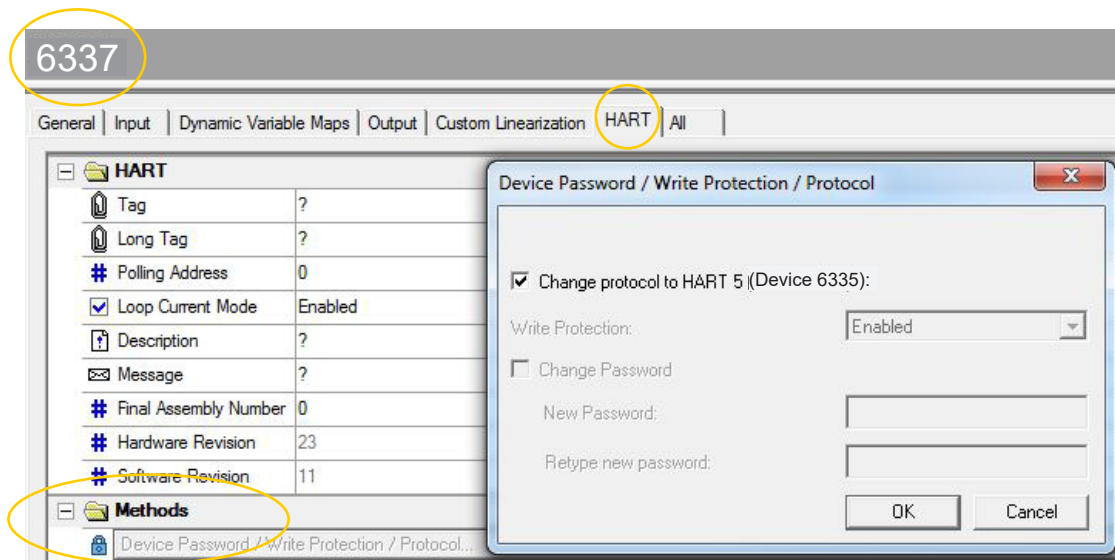 6337
General Input Dynamic Variable Maps Output Custom Linearization HART All
HART
Tag ?
Long Tag ?
Polling Address 0
Loop Current Mode Enabled
Description ?
Message ?
Final Assembly Number 0
Hardware Revision 23
Software Revision 11
Methods
Device Password / Write Protection / Protocol...
Device Password / Write Protection / Protocol
Change protocol to HART 5 (Device 6335):
Write Protection: Enabled
Change Password
New Password:
Retype new password:
OK Cancel